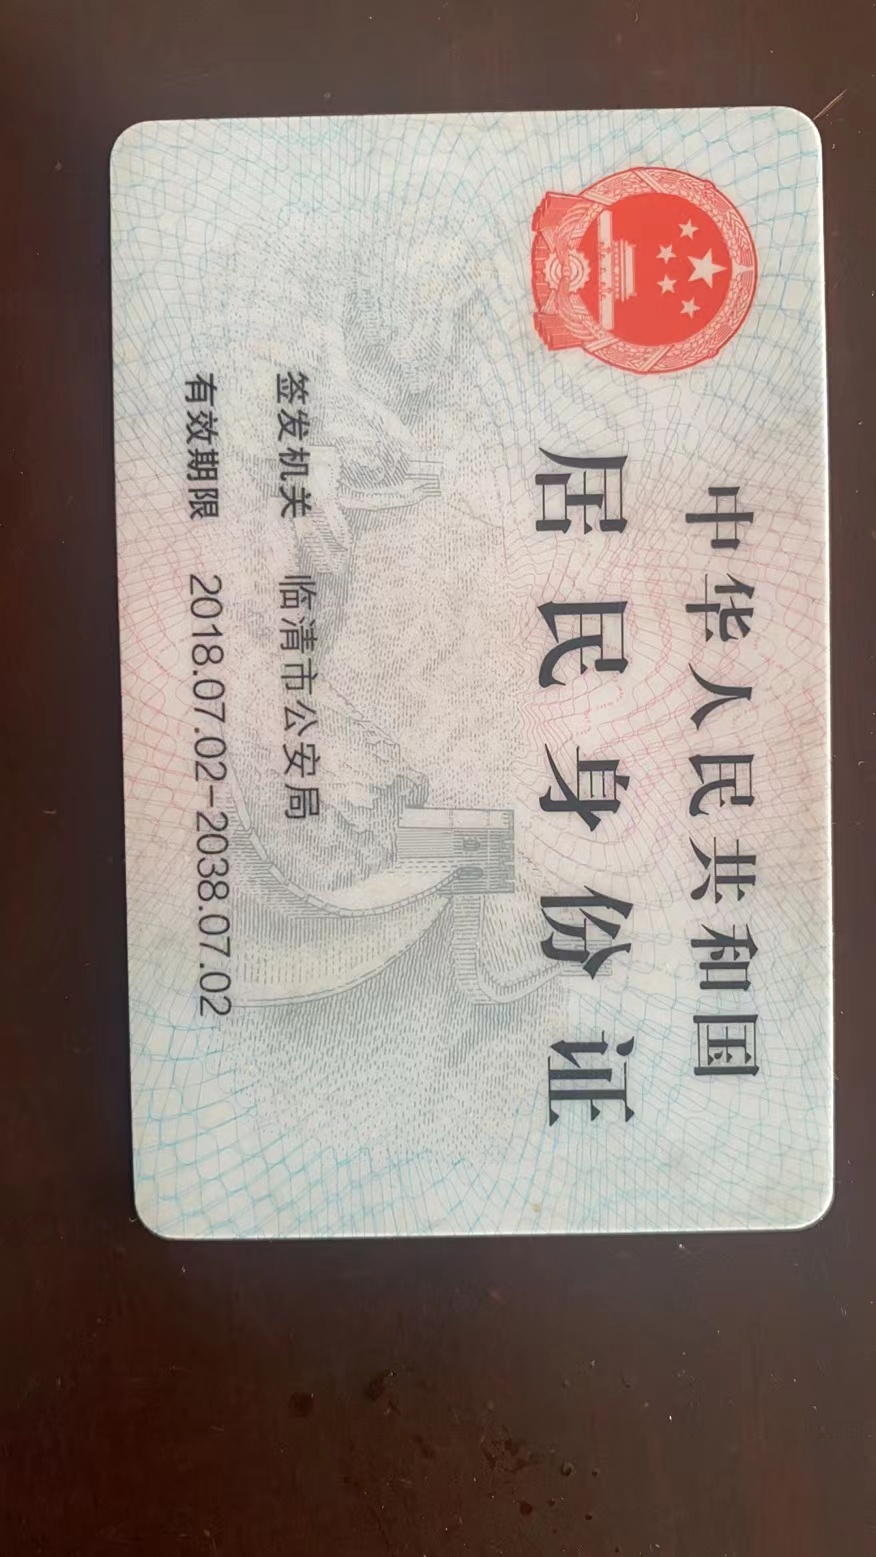 中华人民共和国
居民身份证
签发机关 临清市公安局
有效期限 2018.07.02-2038.07.02